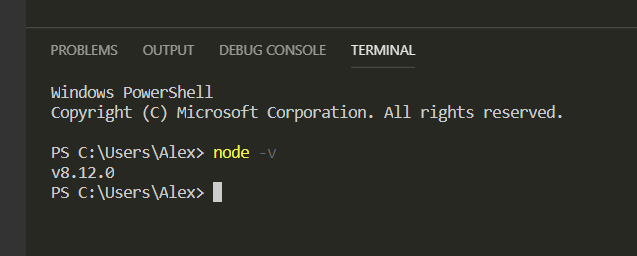 PROBLEMS OUTPUT DEBUG CONSOLE TERMINAL
Windows PowerShell
Copyright (C) Microsoft Corporation. All rights reserved.
PS C:\Users\Alex> node -v
v8.12.0
PS C:\Users\Alex>